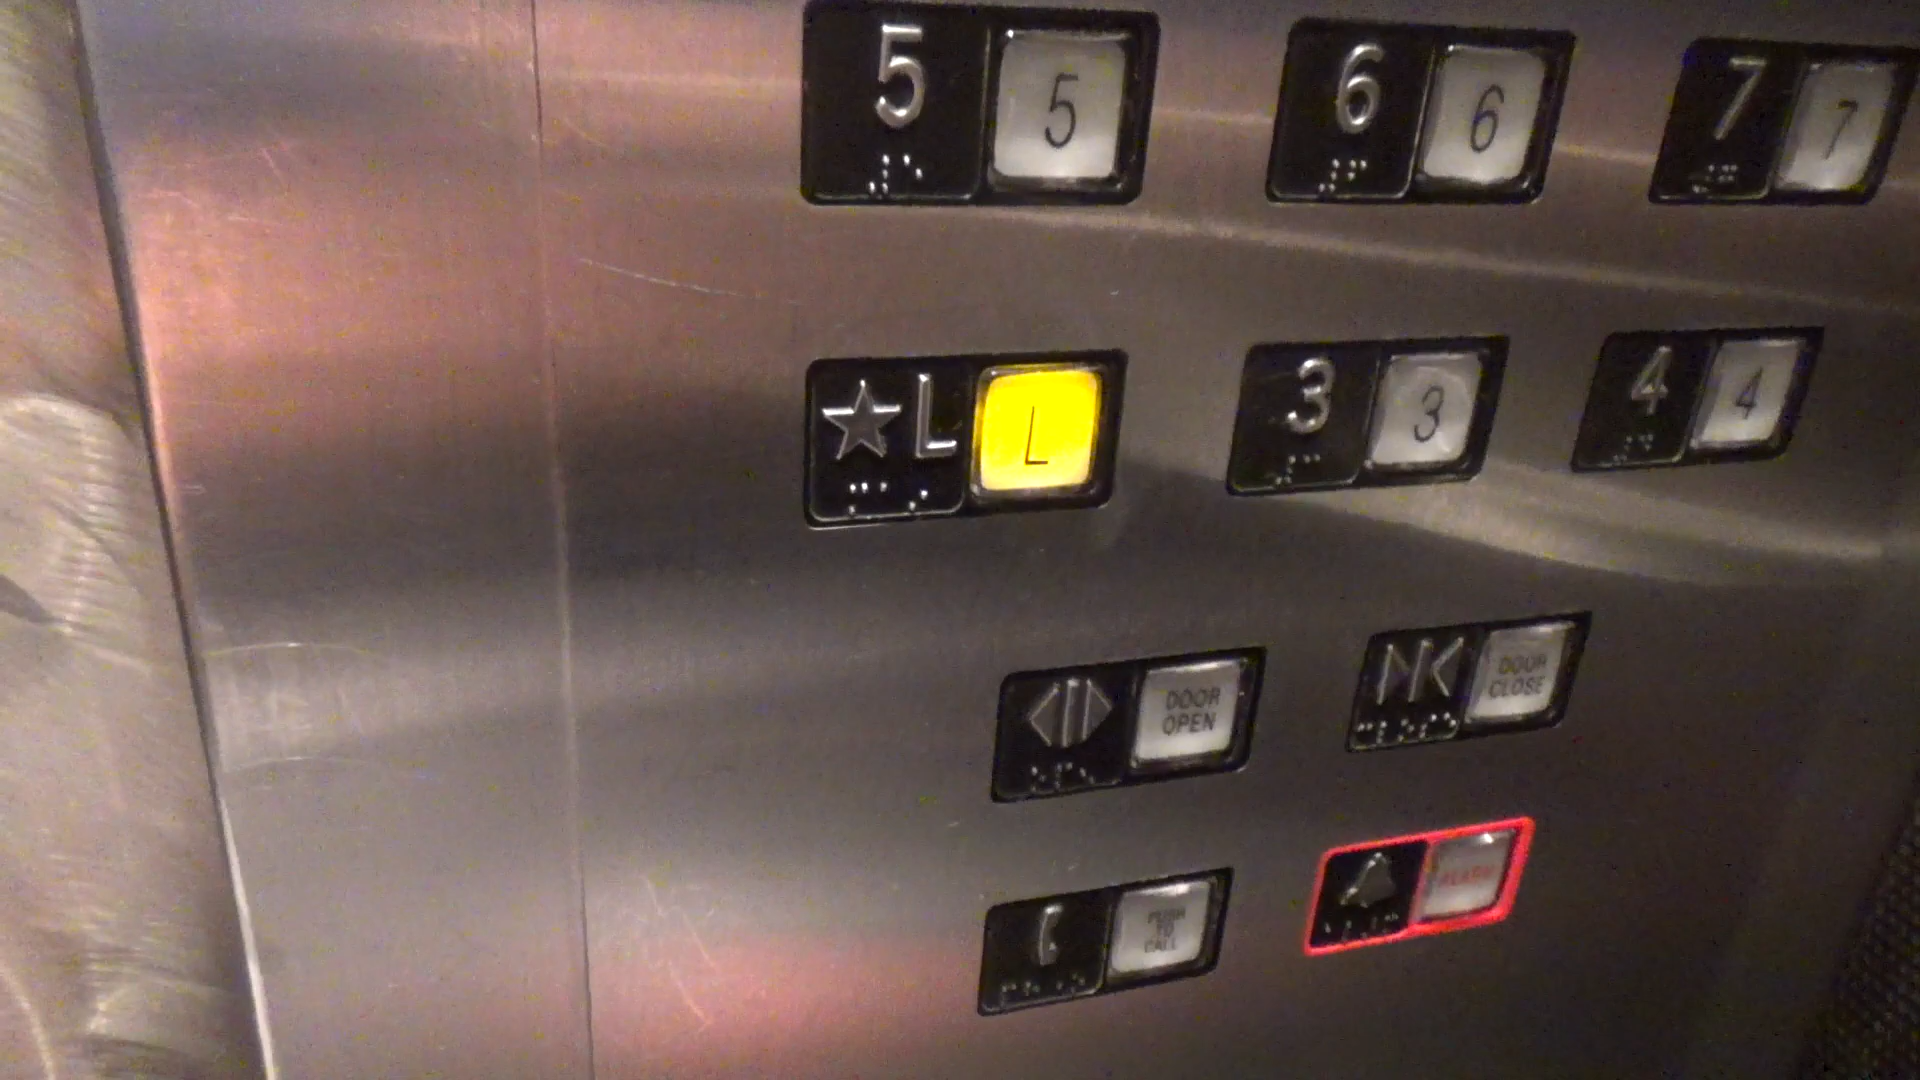 5 5
6 6
7 7
★L L
3 3
4 4
DOOR
OPEN
DOOR
CLOSE
PUSH
TO
CALL
ALARM